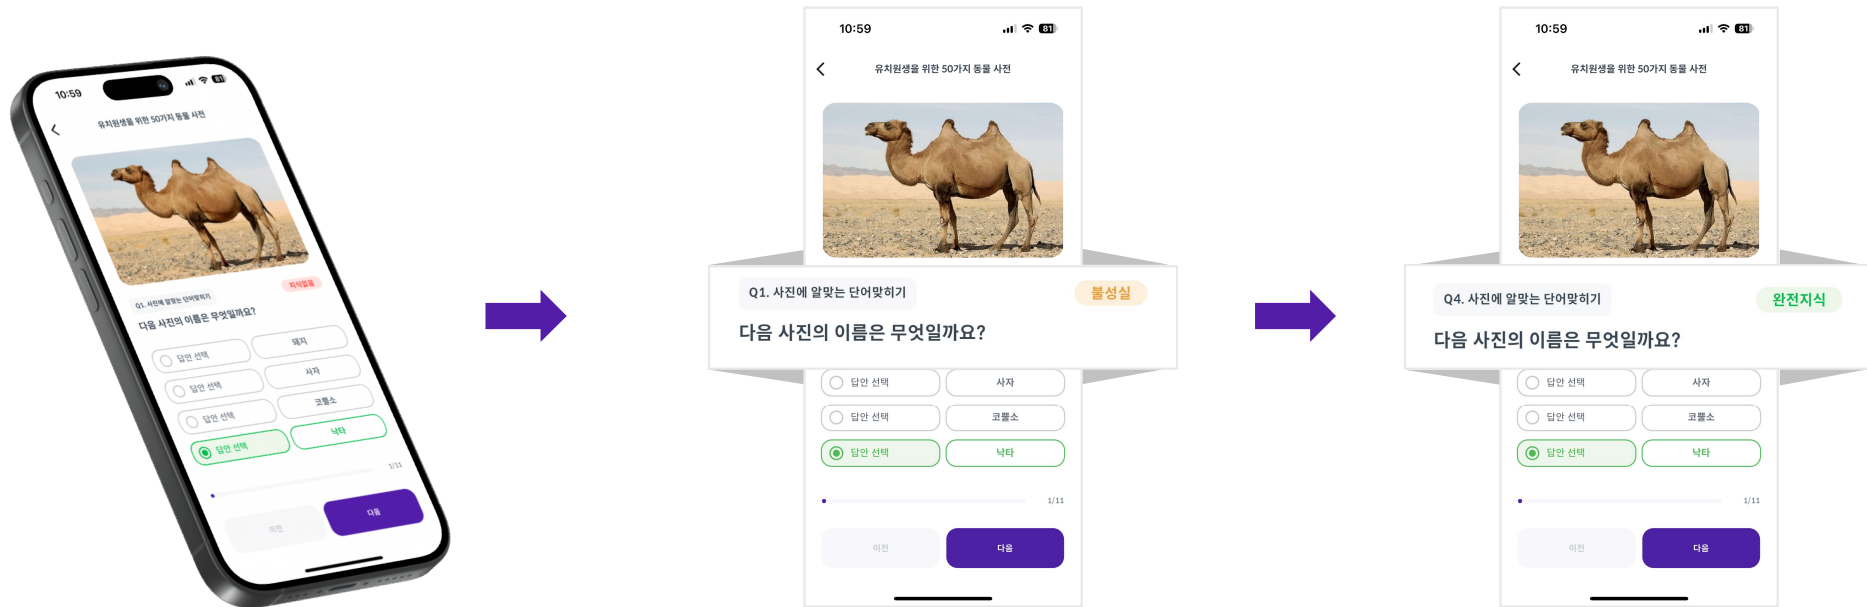 10:59
81
유치원생을 위한 50가지 동물 사전
지식없음
Q1. 사진에 알맞는 단어맞히기
다음 사진의 이름은 무엇일까요?
답안 선택 돼지
답안 선택 사자
답안 선택 코뿔소
답안 선택 낙타
1/11
이전 다음
10:59
81
유치원생을 위한 50가지 동물 사전
Q1. 사진에 알맞는 단어맞히기 불성실
다음 사진의 이름은 무엇일까요?
답안 선택 사자
답안 선택 코뿔소
답안 선택 낙타
1/11
이전 다음
10:59
81
유치원생을 위한 50가지 동물 사전
Q4. 사진에 알맞는 단어맞히기 완전지식
다음 사진의 이름은 무엇일까요?
답안 선택 사자
답안 선택 코뿔소
답안 선택 낙타
1/11
이전 다음